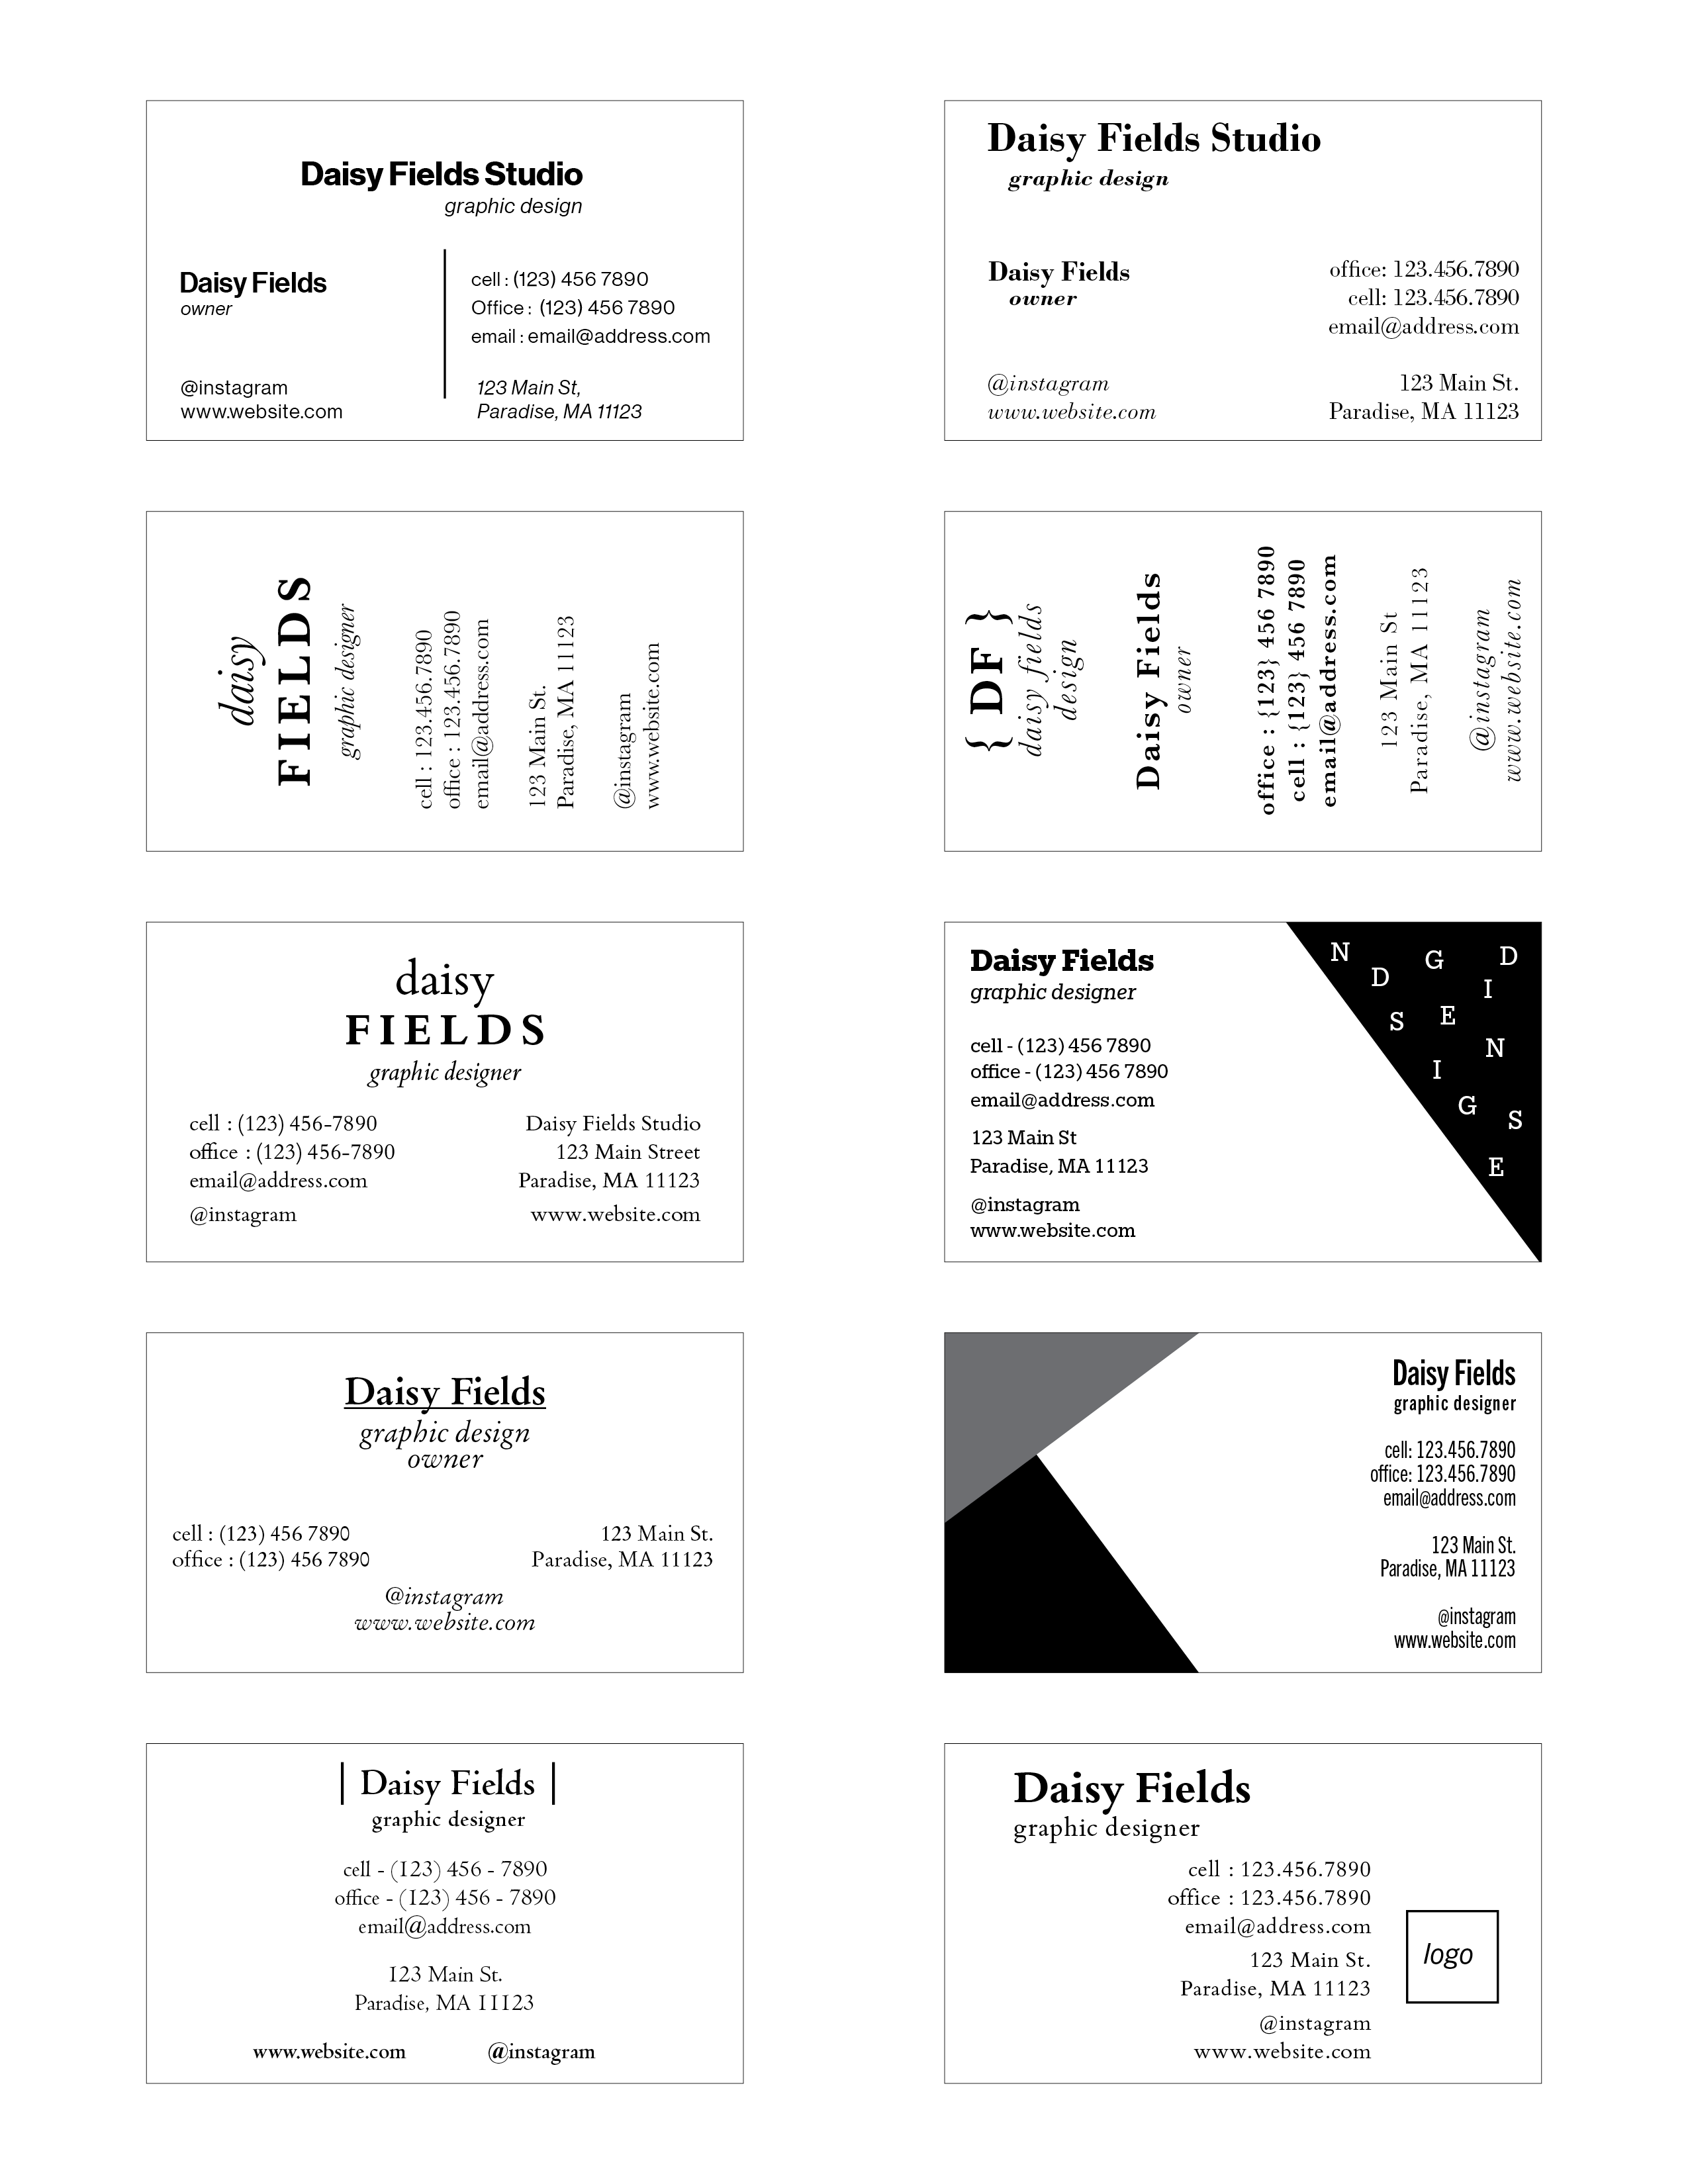 Daisy Fields Studio
graphic design
Daisy Fields
owner
@instagram
www.website.com
cell : (123) 456 7890
Office : (123) 456 7890
email : email@address.com
123 Main St,
Paradise, MA 11123
Daisy Fields Studio
graphic design
Daisy Fields
owner
@instagram
www.website.com
office: 123.456.7890
cell: 123.456.7890
email@address.com
123 Main St.
Paradise, MA 11123
daisy
FIELDS
graphic designer
cell : 123.456.7890
office : 123.456.7890
email@address.com
123 Main St.
Paradise, MA 11123
@instagram
www.website.com
{ DF }
daisy fields
design
Daisy Fields
owner
office : {123} 456 7890
cell : {123} 456 7890
email@address.com
123 Main St
Paradise, MA 11123
@instagram
www.website.com
daisy
FIELDS
graphic designer
cell : (123) 456-7890
office : (123) 456-7890
email@address.com
@instagram
Daisy Fields Studio
123 Main Street
Paradise, MA 11123
www.website.com
Daisy Fields
graphic designer
cell - (123) 456 7890
office - (123) 456 7890
email@address.com
123 Main St
Paradise, MA 11123
@instagram
www.website.com
N
D
G
D
I
S
E
N
I
G
S
E
Daisy Fields
graphic design
owner
cell : (123) 456 7890
office : (123) 456 7890
123 Main St.
Paradise, MA 11123
@instagram
www.website.com
Daisy Fields
graphic designer
cell: 123.456.7890
office: 123.456.7890
email@address.com
123 Main St.
Paradise, MA 11123
@instagram
www.website.com
| Daisy Fields |
graphic designer
cell - (123) 456 - 7890
office - (123) 456 - 7890
email@address.com
123 Main St.
Paradise, MA 11123
www.website.com @instagram
Daisy Fields
graphic designer
cell : 123.456.7890
office : 123.456.7890
email@address.com
123 Main St.
Paradise, MA 11123
@instagram
www.website.com
logo